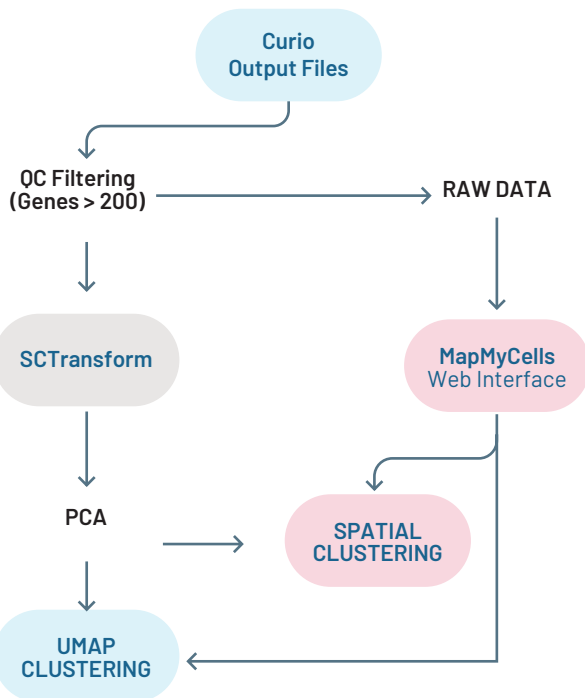 Curio
Output Files
QC Filtering
(Genes > 200)
RAW DATA
SCTransform
MapMyCells
Web Interface
PCA
SPATIAL
CLUSTERING
UMAP
CLUSTERING